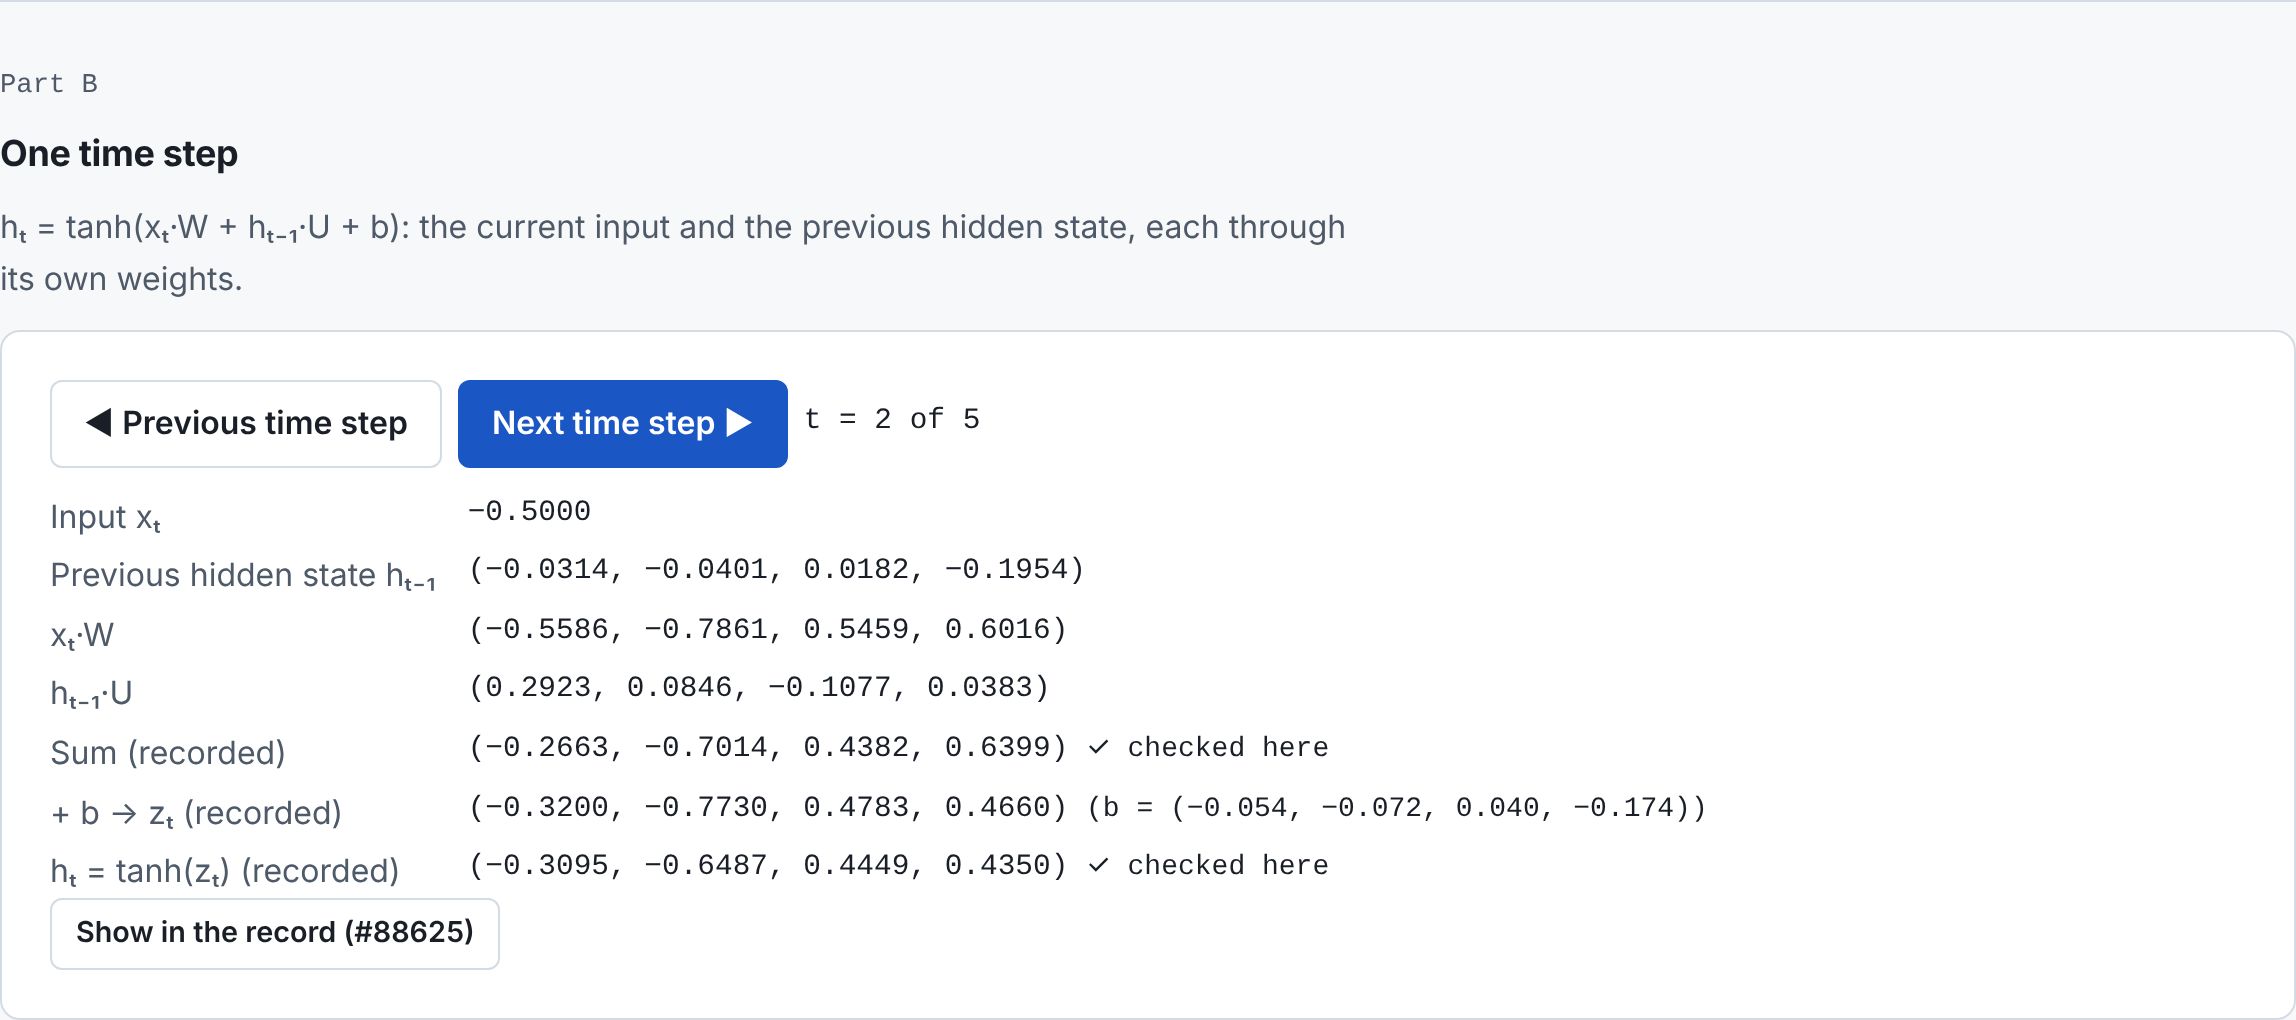 Part B
One time step
hₜ = tanh(xₜ·W + hₜ₋₁·U + b): the current input and the previous hidden state, each through
its own weights.
◀ Previous time step Next time step ▶ t = 2 of 5
Input xₜ −0.5000
Previous hidden state hₜ₋₁ (−0.0314, −0.0401, 0.0182, −0.1954)
xₜ·W (−0.5586, −0.7861, 0.5459, 0.6016)
hₜ₋₁·U (0.2923, 0.0846, −0.1077, 0.0383)
Sum (recorded) (−0.2663, −0.7014, 0.4382, 0.6399) ✓ checked here
+ b → zₜ (recorded) (−0.3200, −0.7730, 0.4783, 0.4660) (b = (−0.054, −0.072, 0.040, −0.174))
hₜ = tanh(zₜ) (recorded) (−0.3095, −0.6487, 0.4449, 0.4350) ✓ checked here
Show in the record (#88625)